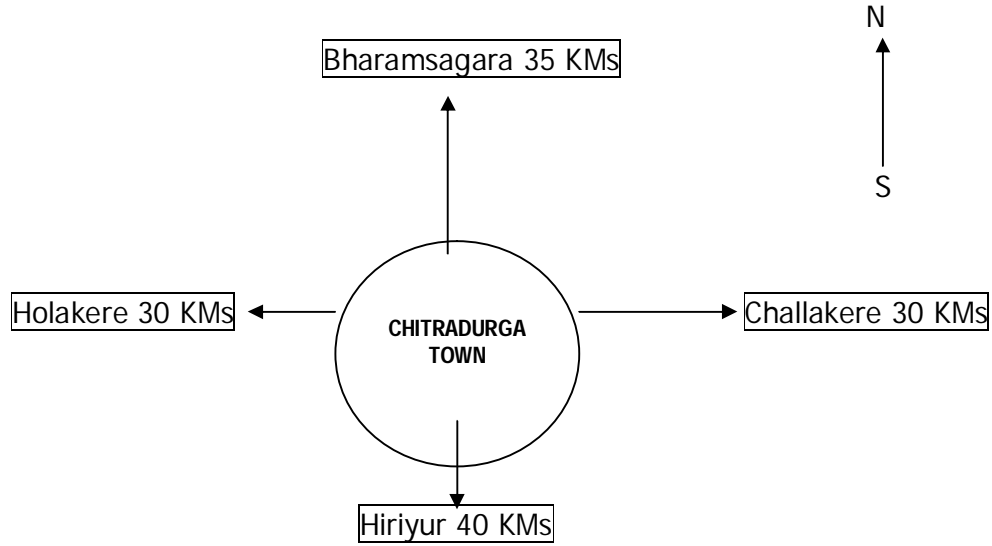 N
Bharamsagara 35 KMs
S
Holakere 30 KMs
CHITRADURGA
TOWN
Challakere 30 KMs
Hiriyur 40 KMs